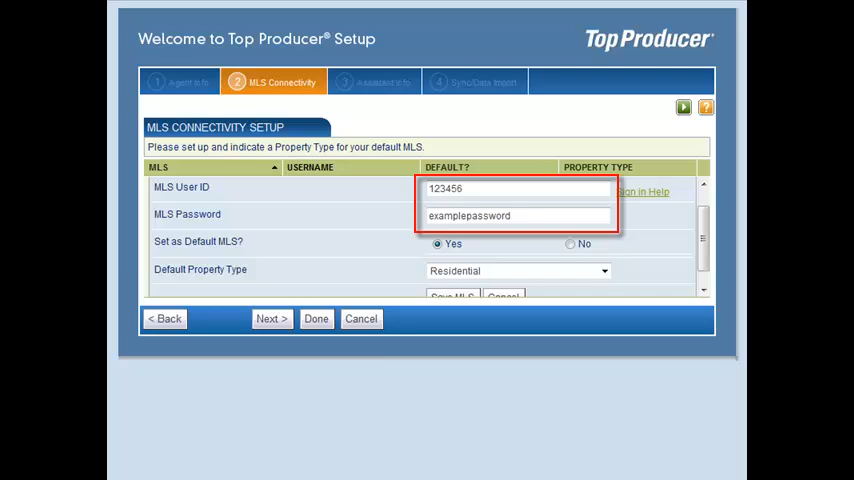 Welcome to Top Producer® Setup
Top Producer®
1 Agent Info
2 MLS Connectivity
3 Assistant Info
4 Sync/Data Import
?
MLS CONNECTIVITY SETUP
Please set up and indicate a Property Type for your default MLS.
MLS USERNAME DEFAULT? PROPERTY TYPE
MLS User ID 123456 Sign in Help
MLS Password examplepassword
Set as Default MLS? Yes No
Default Property Type Residential
Save MLS Cancel
< Back Next > Done Cancel